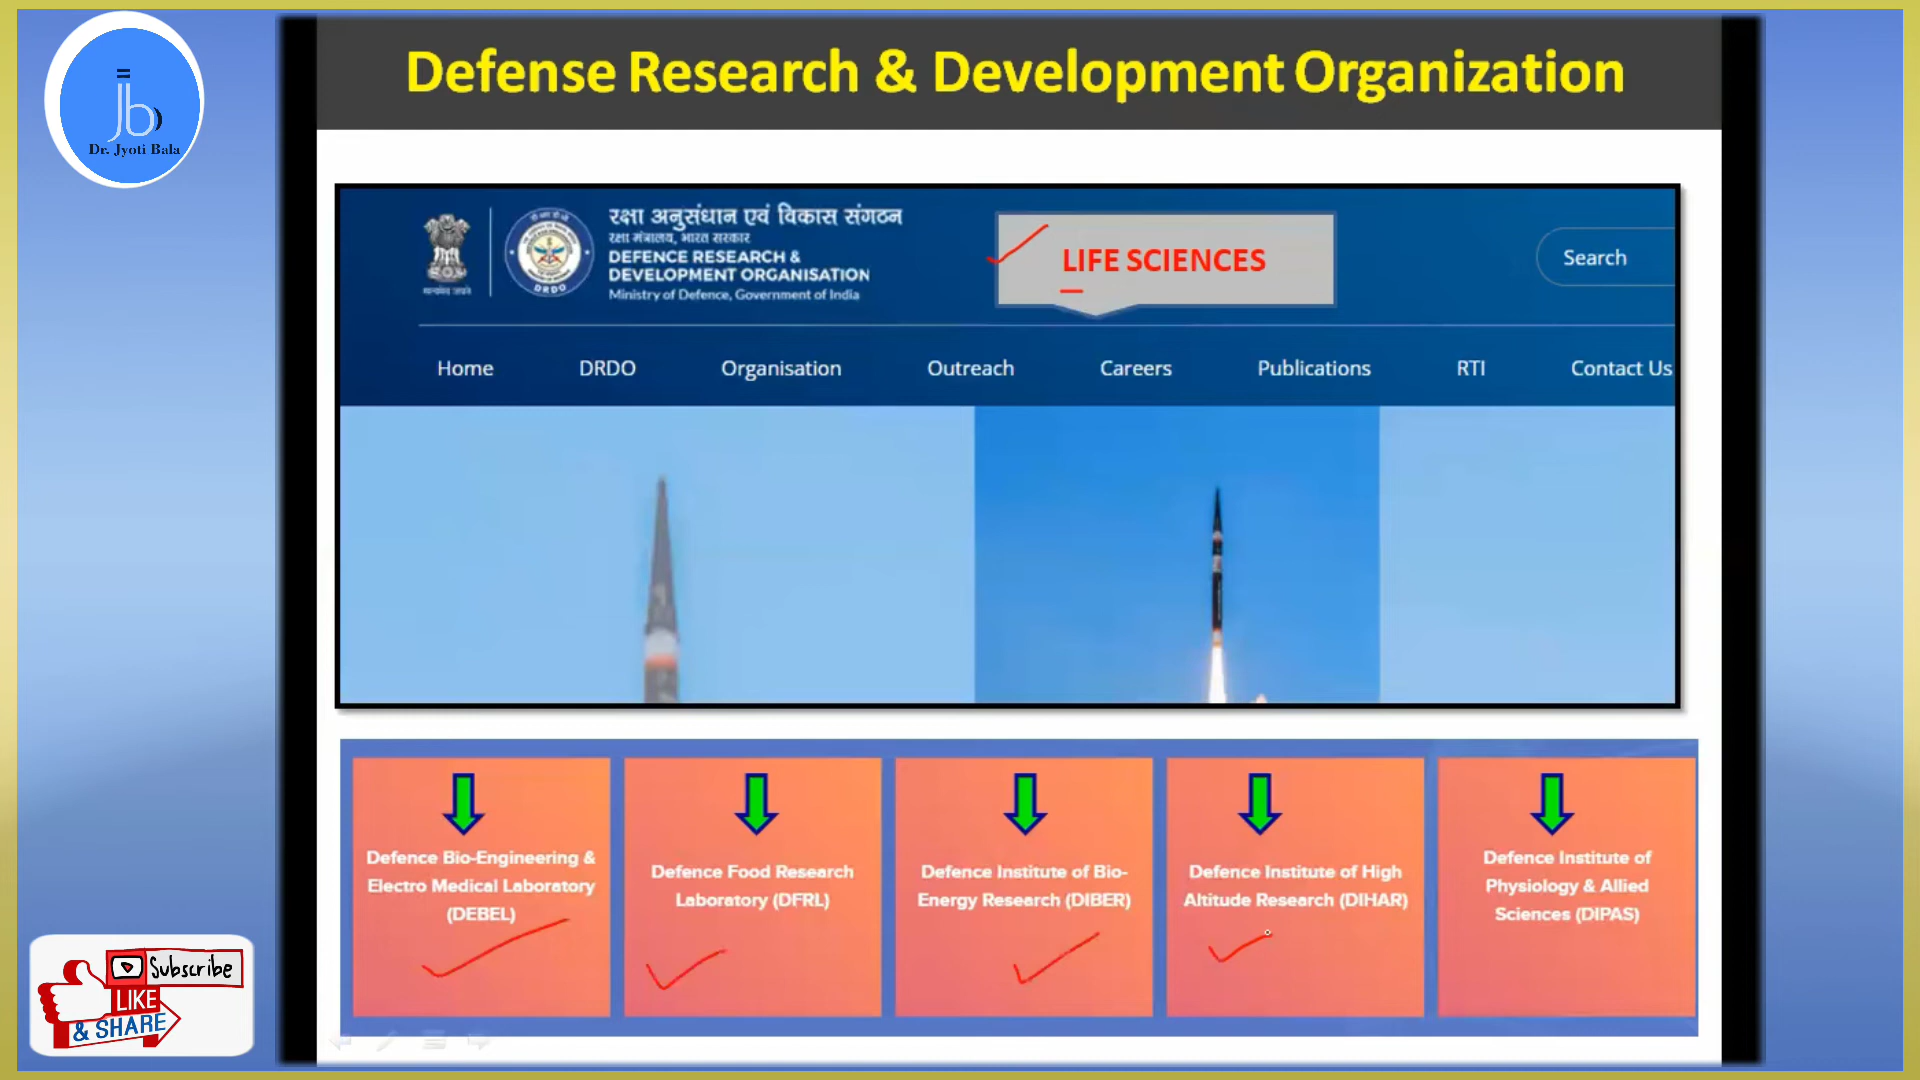 Defense Research & Development Organization
Jb
Dr. Jyoti Bala
रक्षा अनुसंधान एवं विकास संगठन
रक्षा मंत्रालय, भारत सरकार
DEFENCE RESEARCH &
DEVELOPMENT ORGANISATION
Ministry of Defence, Government of India
DRDO
LIFE SCIENCES
Search
Home
DRDO
Organisation
Outreach
Careers
Publications
RTI
Contact Us
Defence Bio-Engineering &
Electro Medical Laboratory
(DEBEL)
Defence Food Research
Laboratory (DFRL)
Defence Institute of Bio-
Energy Research (DIBER)
Defence Institute of High
Altitude Research (DIHAR)
Defence Institute of
Physiology & Allied
Sciences (DIPAS)
Subscribe
LIKE
& SHARE